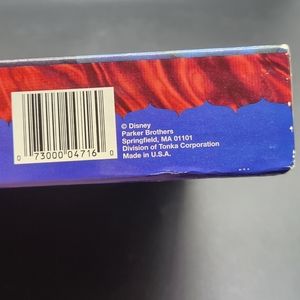 © Disney
Parker Brothers
Springfield, MA 01101
Division of Tonka Corporation
Made in U.S.A.
0 73000 04716 0